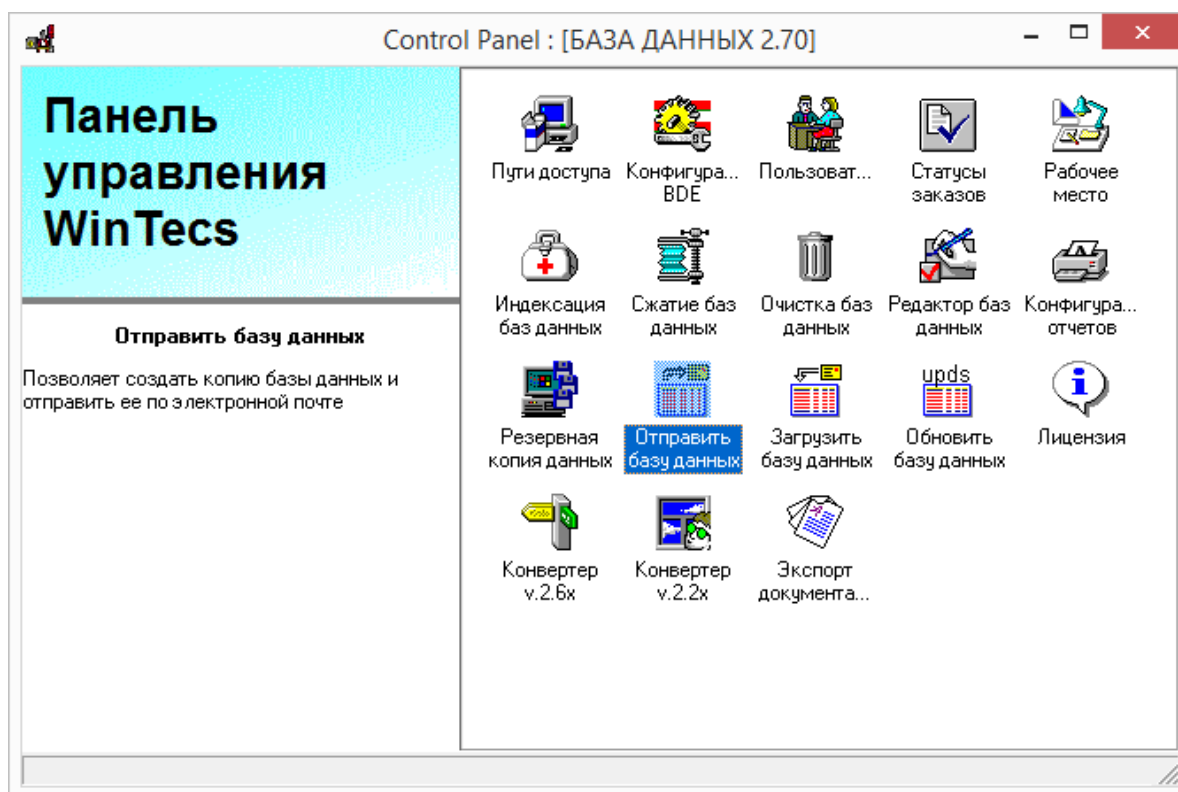 Control Panel : [БАЗА ДАННЫХ 2.70]
Панель
управления
WinTecs
Отправить базу данных
Позволяет создать копию базы данных и
отправить ее по электронной почте
Пути доступа
Конфигура...
BDE
Пользоват...
Статусы
заказов
Рабочее
место
Индексация
баз данных
Сжатие баз
данных
Очистка баз
данных
Редактор баз
данных
Конфигура...
отчетов
Резервная
копия данных
Отправить
базу данных
Загрузить
базу данных
upds
Обновить
базу данных
Лицензия
Конвертер
v.2.6x
Конвертер
v.2.2x
Экспорт
документа...